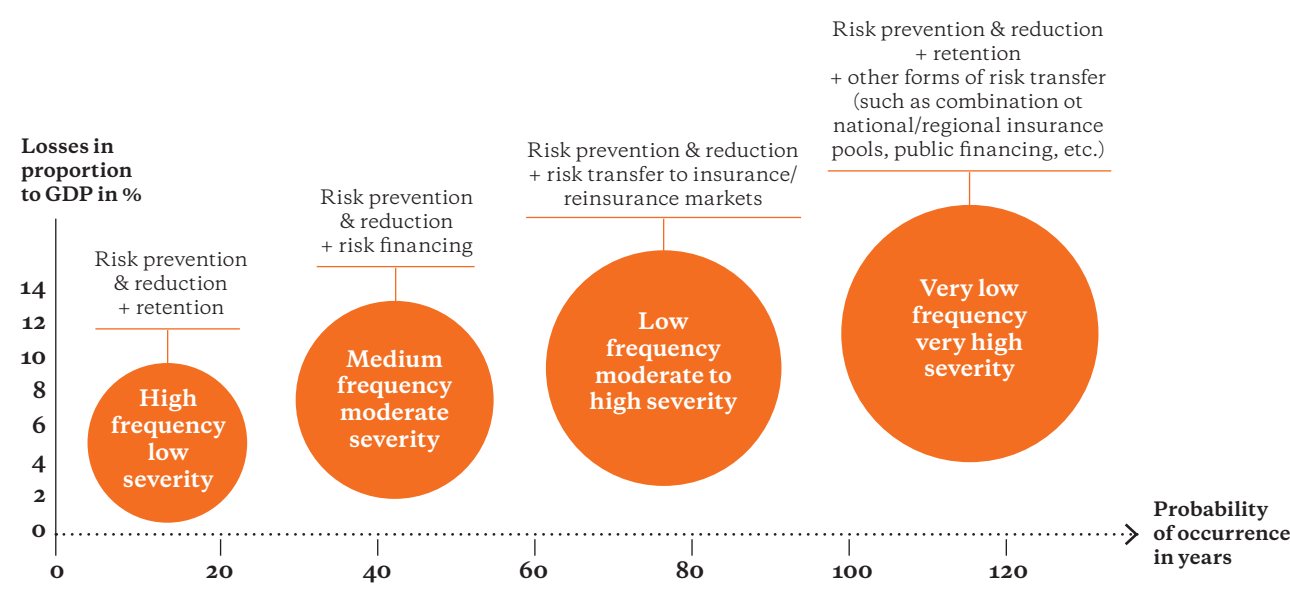 Losses in
proportion
to GDP in %
14
12
10
8
6
4
2
0
Risk prevention
& reduction
+ retention
High
frequency
low
severity
Risk prevention
& reduction
+ risk financing
Medium
frequency
moderate
severity
Risk prevention & reduction
+ risk transfer to insurance/
reinsurance markets
Low
frequency
moderate to
high severity
Risk prevention & reduction
+ retention
+ other forms of risk transfer
(such as combination ot
national/regional insurance
pools, public financing, etc.)
Very low
frequency
very high
severity
0 20 40 60 80 100 120
Probability
of occurrence
in years